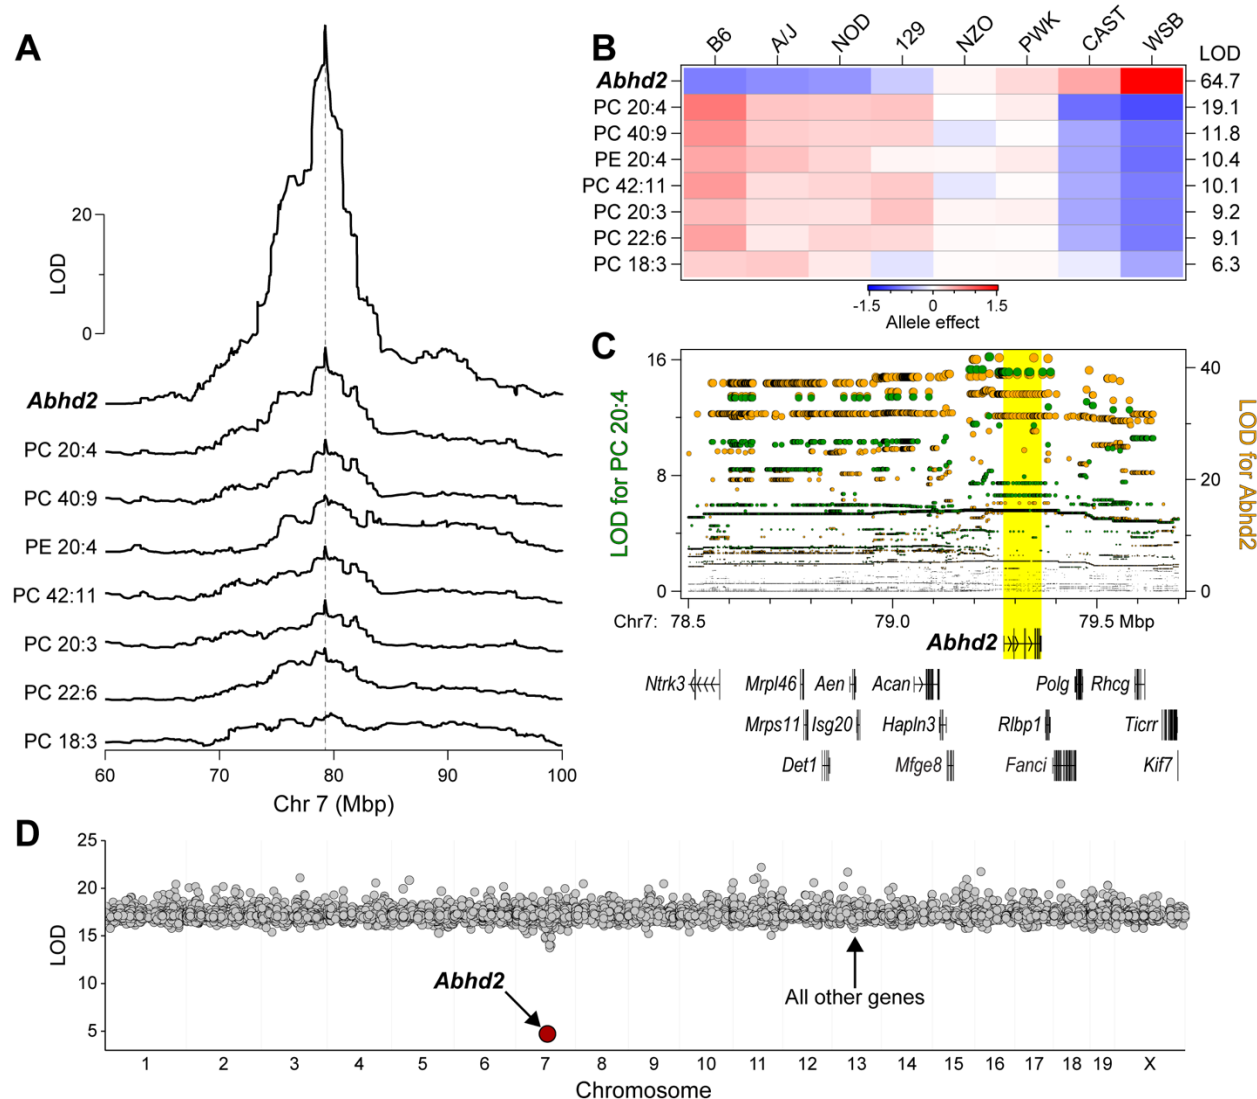 A
LOD
20
0
Abhd2
PC 20:4
PC 40:9
PE 20:4
PC 42:11
PC 20:3
PC 22:6
PC 18:3
60
70
80
90
100
Chr 7 (Mbp)
B
B6
A/J
NOD
129
NZO
PWK
CAST
WSB
LOD
Abhd2 64.7
PC 20:4 19.1
PC 40:9 11.8
PE 20:4 10.4
PC 42:11 10.1
PC 20:3 9.2
PC 22:6 9.1
PC 18:3 6.3
-1.5 0 1.5
Allele effect
C
LOD for PC 20:4
16
8
0
LOD for Abhd2
40
20
0
Chr7: 78.5 79.0 79.5 Mbp
Abhd2
Ntrk3 Mrpl46 Aen Acan Polg Rhcg
Mrps11 Isg20 Hapln3 Rlbp1 Ticrr
Det1 Mfge8 Fanci Kif7
D
LOD
25
20
15
10
5
Abhd2
All other genes
1 2 3 4 5 6 7 8 9 10 11 12 13 14 15 16 17 18 19 X
Chromosome